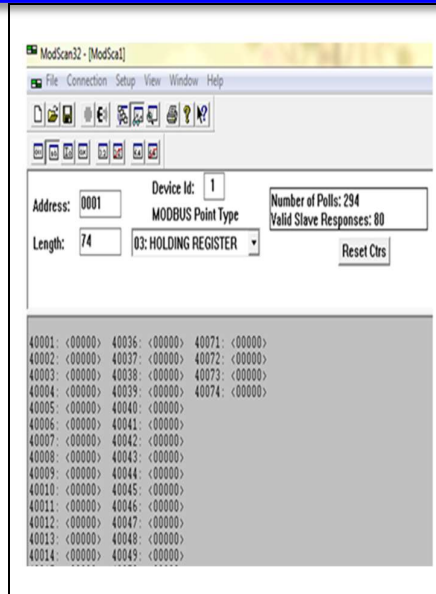 ModScan32 - [ModSca1]
File Connection Setup View Window Help
Address: 0001
Device Id: 1
MODBUS Point Type
Number of Polls: 294
Valid Slave Responses: 80
Length: 74
03: HOLDING REGISTER
Reset Ctrs
40001: <00000> 40036: <00000> 40071: <00000>
40002: <00000> 40037: <00000> 40072: <00000>
40003: <00000> 40038: <00000> 40073: <00000>
40004: <00000> 40039: <00000> 40074: <00000>
40005: <00000> 40040: <00000>
40006: <00000> 40041: <00000>
40007: <00000> 40042: <00000>
40008: <00000> 40043: <00000>
40009: <00000> 40044: <00000>
40010: <00000> 40045: <00000>
40011: <00000> 40046: <00000>
40012: <00000> 40047: <00000>
40013: <00000> 40048: <00000>
40014: <00000> 40049: <00000>